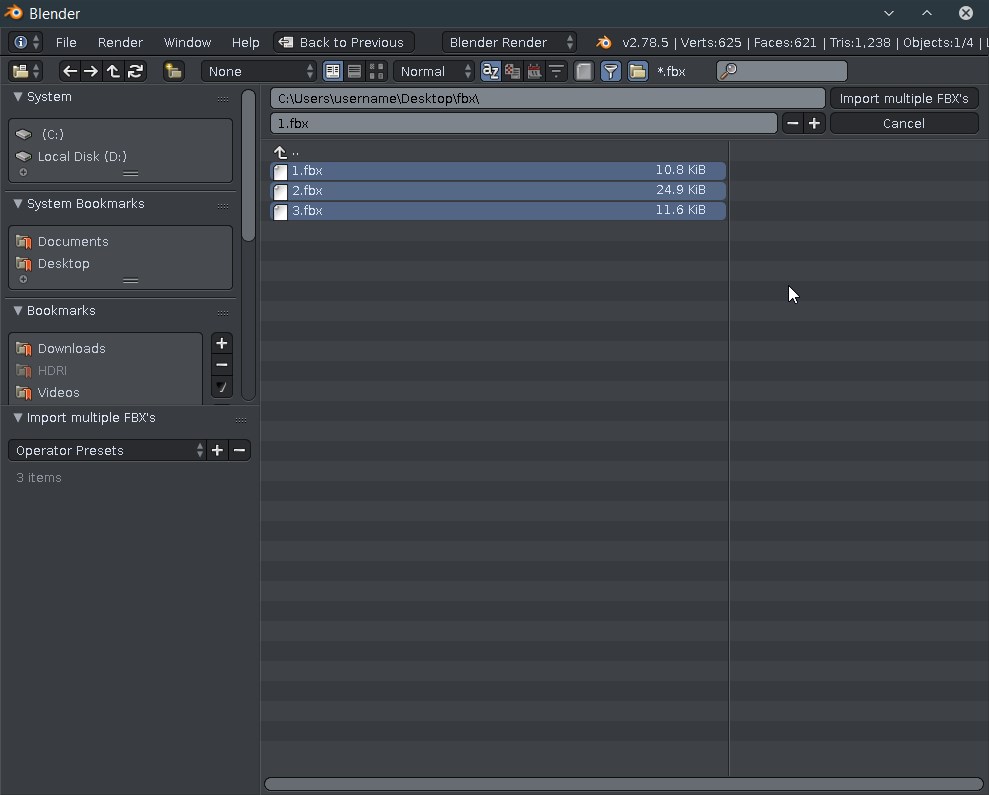 Blender
File Render Window Help Back to Previous Blender Render v2.78.5 | Verts:625 | Faces:621 | Tris:1,238 | Objects:1/4 |
None Normal *.fbx
System
(C:)
Local Disk (D:)
System Bookmarks
Documents
Desktop
Bookmarks
Downloads
HDRI
Videos
Import multiple FBX's
Operator Presets
3 items
C:\Users\username\Desktop\fbx\ Import multiple FBX's
1.fbx Cancel
..
1.fbx 10.8 KiB
2.fbx 24.9 KiB
3.fbx 11.6 KiB